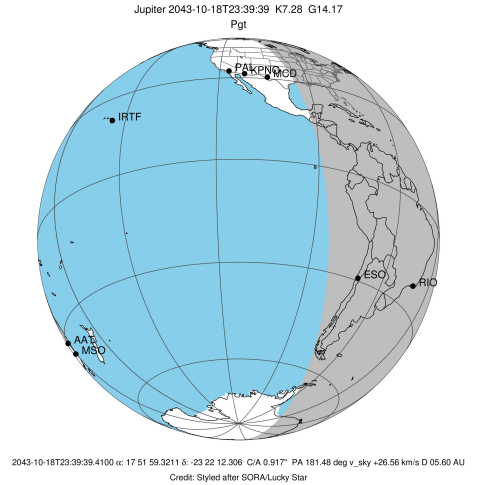 Jupiter 2043-10-18T23:39:39 K7.28 G14.17
Pgt
PAL KPNO MCD
IRTF
ESO
RIO
AAT
MSO
2043-10-18T23:39:39.4100 α: 17 51 59.3211 δ: -23 22 12.306 C/A 0.917" PA 181.48 deg v_sky +26.56 km/s D 05.60 AU
Credit: Styled after SORA/Lucky Star